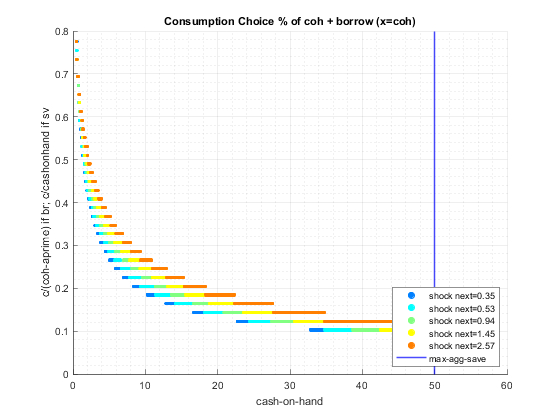 Consumption Choice % of coh + borrow (x=coh)
c/(coh-aprime) if br; c/cashonhand if sv
0.8
0.7
0.6
0.5
0.4
0.3
0.2
0.1
0
0 10 20 30 40 50 60
cash-on-hand
shock next=0.35
shock next=0.53
shock next=0.94
shock next=1.45
shock next=2.57
max-agg-save